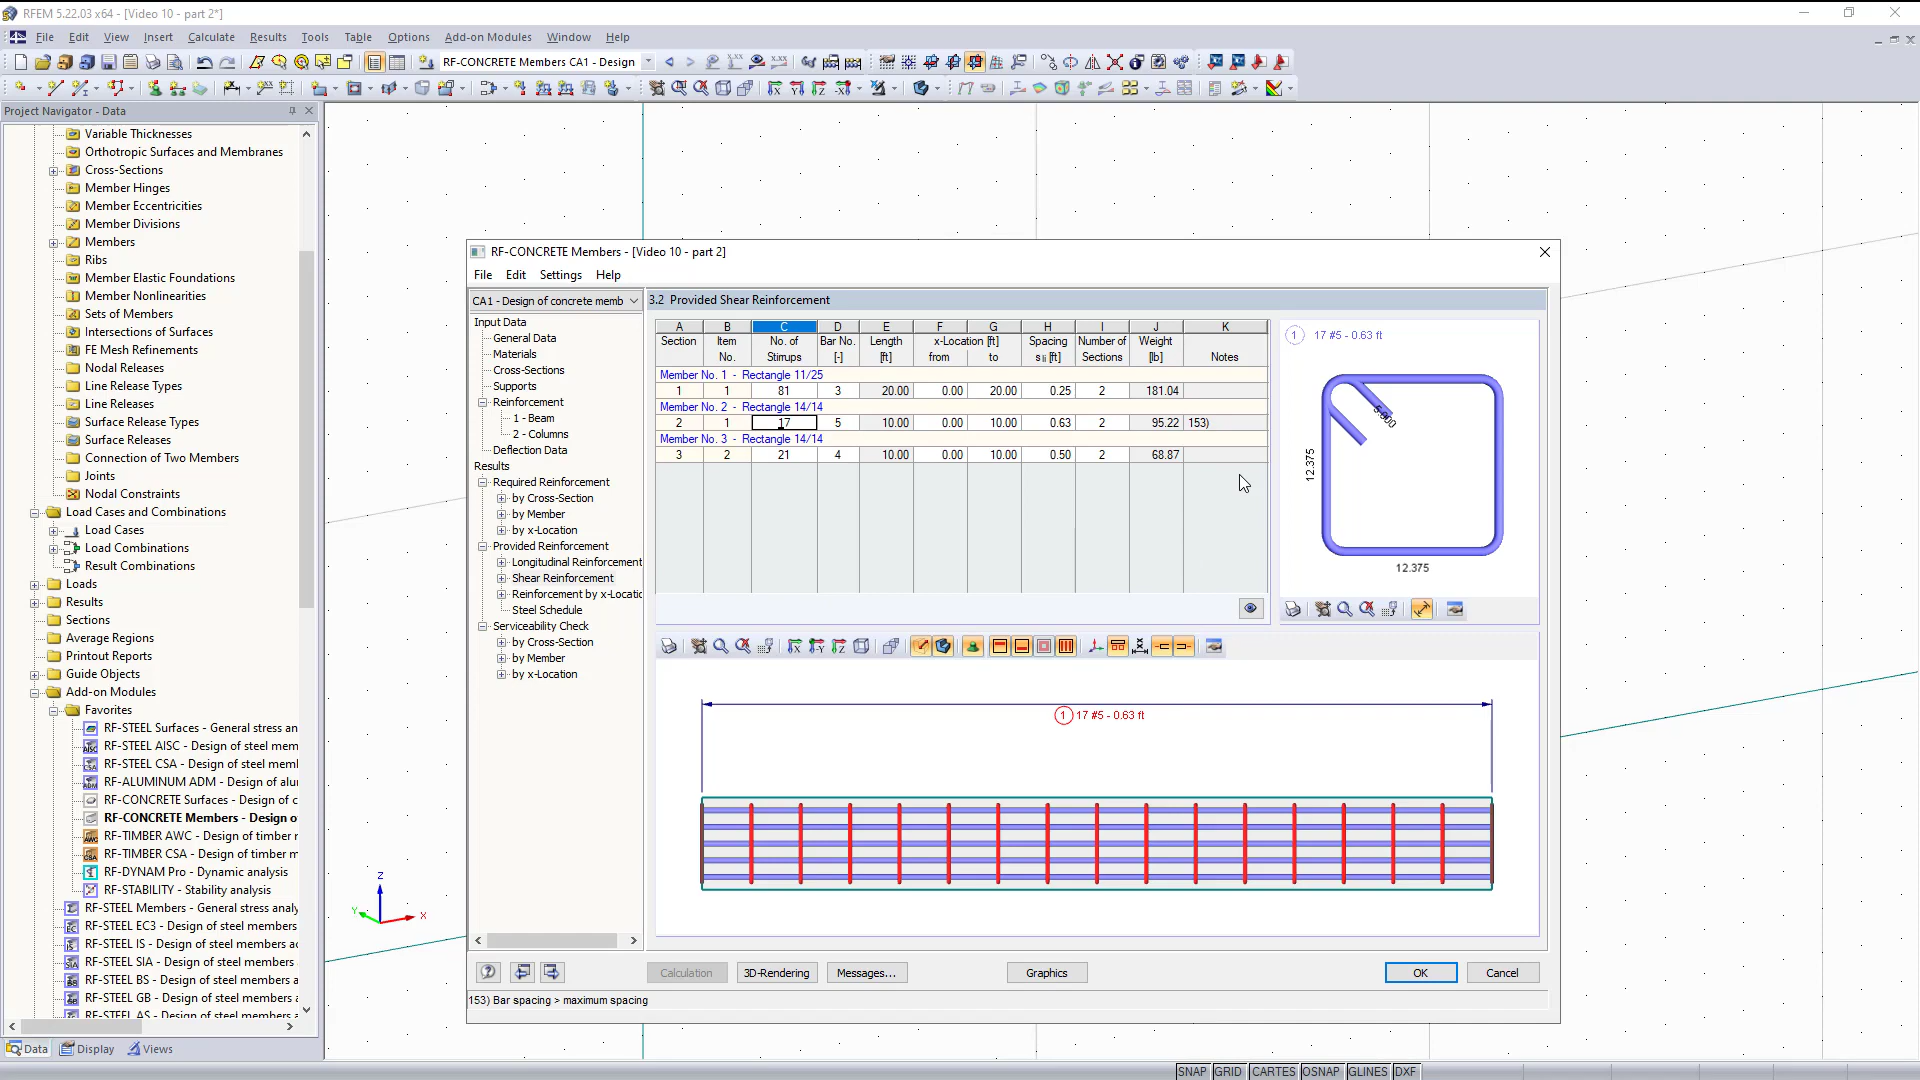 RFEM 5.22.03 x64 - [Video 10 - part 2*]
File Edit View Insert Calculate Results Tools Table Options Add-on Modules Window Help
RF-CONCRETE Members CA1 - Design
Project Navigator - Data
Variable Thicknesses
Orthotropic Surfaces and Membranes
Cross-Sections
Member Hinges
Member Eccentricities
Member Divisions
Members
Ribs
Member Elastic Foundations
Member Nonlinearities
Sets of Members
Intersections of Surfaces
FE Mesh Refinements
Nodal Releases
Line Release Types
Line Releases
Surface Release Types
Surface Releases
Connection of Two Members
Joints
Nodal Constraints
Load Cases and Combinations
Load Cases
Load Combinations
Result Combinations
Loads
Results
Sections
Average Regions
Printout Reports
Guide Objects
Add-on Modules
Favorites
RF-STEEL Surfaces - General stress an
RF-STEEL AISC - Design of steel mem
RF-STEEL CSA - Design of steel memb
RF-ALUMINUM ADM - Design of alur
RF-CONCRETE Surfaces - Design of c
RF-CONCRETE Members - Design o
RF-TIMBER AWC - Design of timber r
RF-TIMBER CSA - Design of timber m
RF-DYNAM Pro - Dynamic analysis
RF-STABILITY - Stability analysis
RF-STEEL Members - General stress analy
RF-STEEL EC3 - Design of steel members
RF-STEEL IS - Design of steel members ac
RF-STEEL SIA - Design of steel members
RF-STEEL BS - Design of steel members a
RF-STEEL GB - Design of steel members
RF-STEEL AS - Design of steel members a
Data Display Views
RF-CONCRETE Members - [Video 10 - part 2]
File Edit Settings Help
CA1 - Design of concrete memb
Input Data
General Data
Materials
Cross-Sections
Supports
Reinforcement
1 - Beam
2 - Columns
Deflection Data
Results
Required Reinforcement
by Cross-Section
by Member
by x-Location
Provided Reinforcement
Longitudinal Reinforcement
Shear Reinforcement
Reinforcement by x-Locatio
Steel Schedule
Serviceability Check
by Cross-Section
by Member
by x-Location
3.2 Provided Shear Reinforcement
A B C D E F G H I J K
Section Item No. of Bar No. Length x-Location [ft] Spacing Number of Weight
No. Stirrups [-] [ft] from to s li [ft] Sections [lb] Notes
Member No. 1 - Rectangle 11/25
1 1 81 3 20.00 0.00 20.00 0.25 2 181.04
Member No. 2 - Rectangle 14/14
2 1 17 5 10.00 0.00 10.00 0.63 2 95.22 153)
Member No. 3 - Rectangle 14/14
3 2 21 4 10.00 0.00 10.00 0.50 2 68.87
1 17 #5 - 0.63 ft
5.000
12.375
12.375
1 17 #5 - 0.63 ft
Calculation 3D-Rendering Messages... Graphics OK Cancel
153) Bar spacing > maximum spacing
Z
Y
X
SNAP GRID CARTES OSNAP GLINES DXF